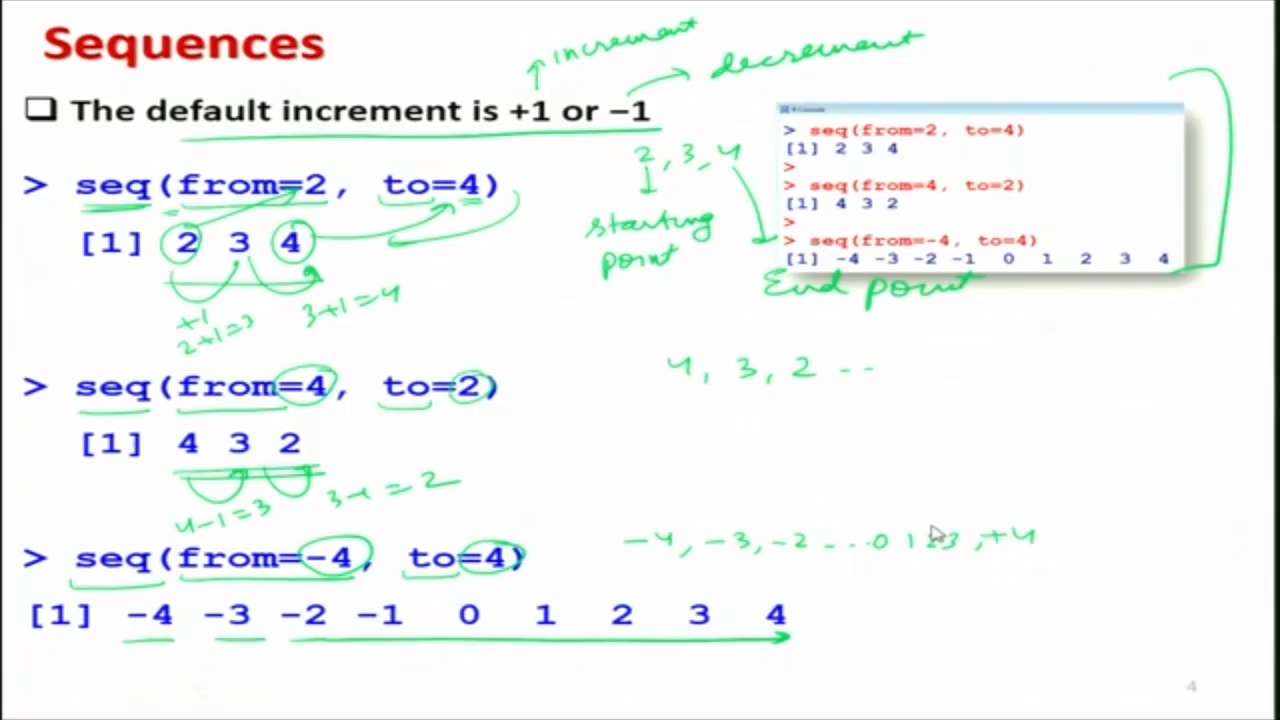 Sequences
increment
decrement
❑ The default increment is +1 or −1
> seq(from=2, to=4)
[1] 2 3 4
+1
2+1=3
3+1=4
2, 3, 4
starting
point
End point
> seq(from=2, to=4)
[1] 2 3 4
>
> seq(from=4, to=2)
[1] 4 3 2
>
> seq(from=-4, to=4)
[1] -4 -3 -2 -1 0 1 2 3 4
> seq(from=4, to=2)
[1] 4 3 2
4-1=3
3-1=2
4, 3, 2 --
> seq(from=-4, to=4)
[1] -4 -3 -2 -1 0 1 2 3 4
-4, -3, -2 - . . 0 1 2 3, +4
4